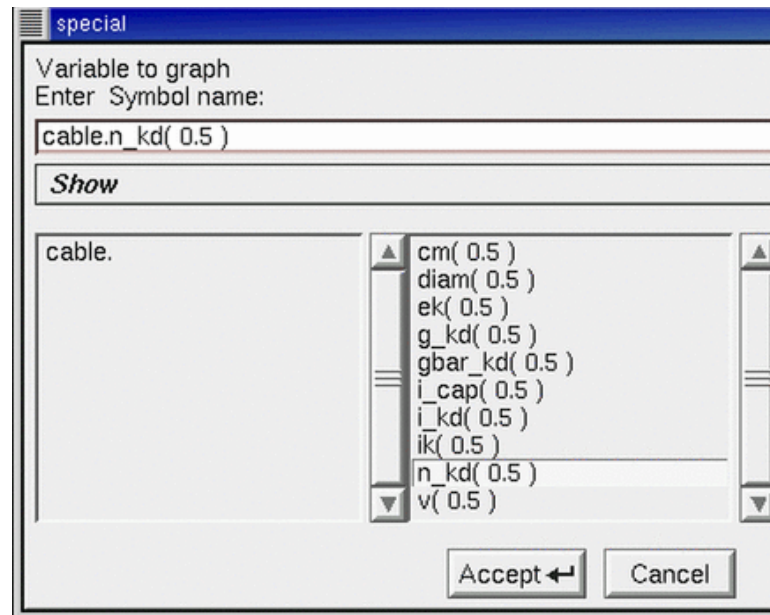 special
Variable to graph
Enter Symbol name:
cable.n_kd( 0.5 )
Show
cable.
cm( 0.5 )
diam( 0.5 )
ek( 0.5 )
g_kd( 0.5 )
gbar_kd( 0.5 )
i_cap( 0.5 )
i_kd( 0.5 )
ik( 0.5 )
n_kd( 0.5 )
v( 0.5 )
Accept
Cancel